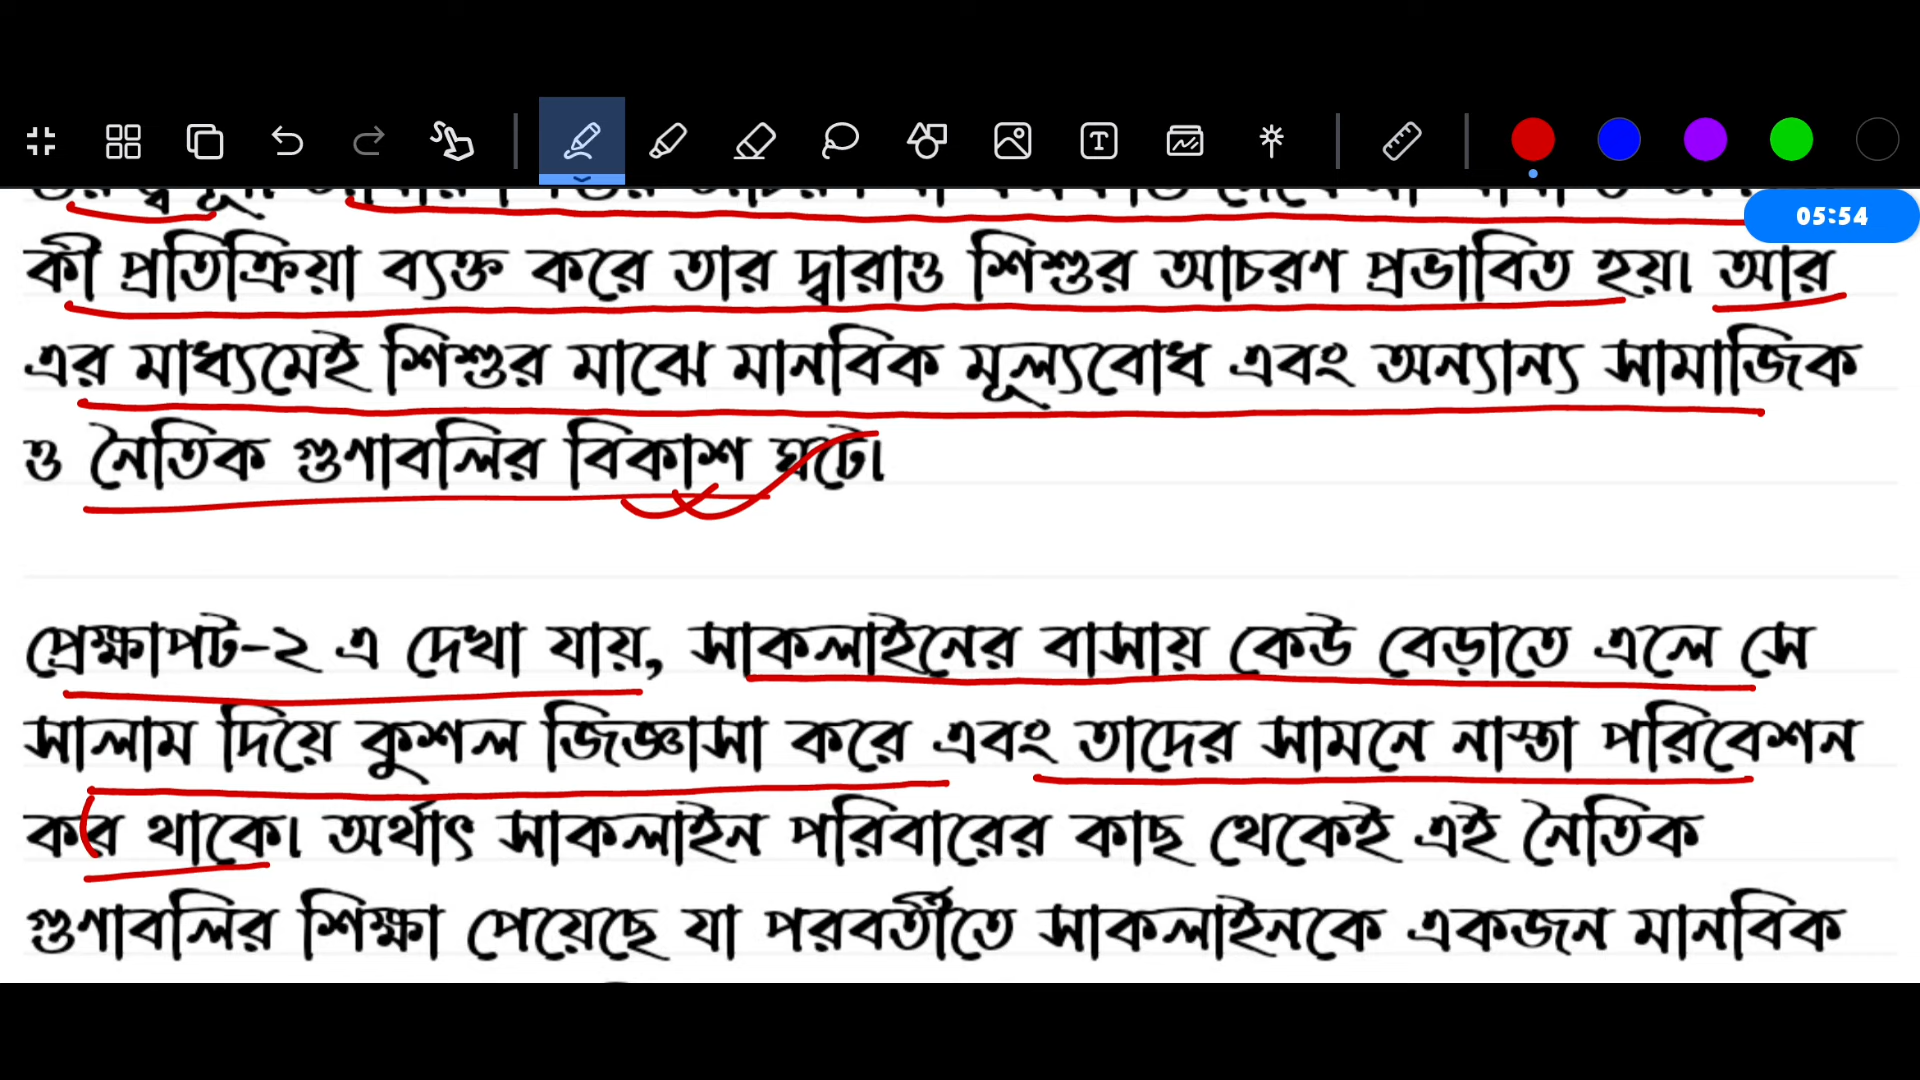 05:54
কী প্রতিক্রিয়া ব্যক্ত করে তার দ্বারাও শিশুর আচরণ প্রভাবিত হয়। আর
এর মাধ্যমেই শিশুর মাঝে মানবিক মূল্যবোধ এবং অন্যান্য সামাজিক
ও নৈতিক গুণাবলির বিকাশ ঘটে।
প্রেক্ষাপট-২ এ দেখা যায়, সাকলাইনের বাসায় কেউ বেড়াতে এলে সে
সালাম দিয়ে কুশল জিজ্ঞাসা করে এবং তাদের সামনে নাস্তা পরিবেশন
কর থাকে। অর্থাৎ সাকলাইন পরিবারের কাছ থেকেই এই নৈতিক
গুণাবলির শিক্ষা পেয়েছে যা পরবর্তীতে সাকলাইনকে একজন মানবিক